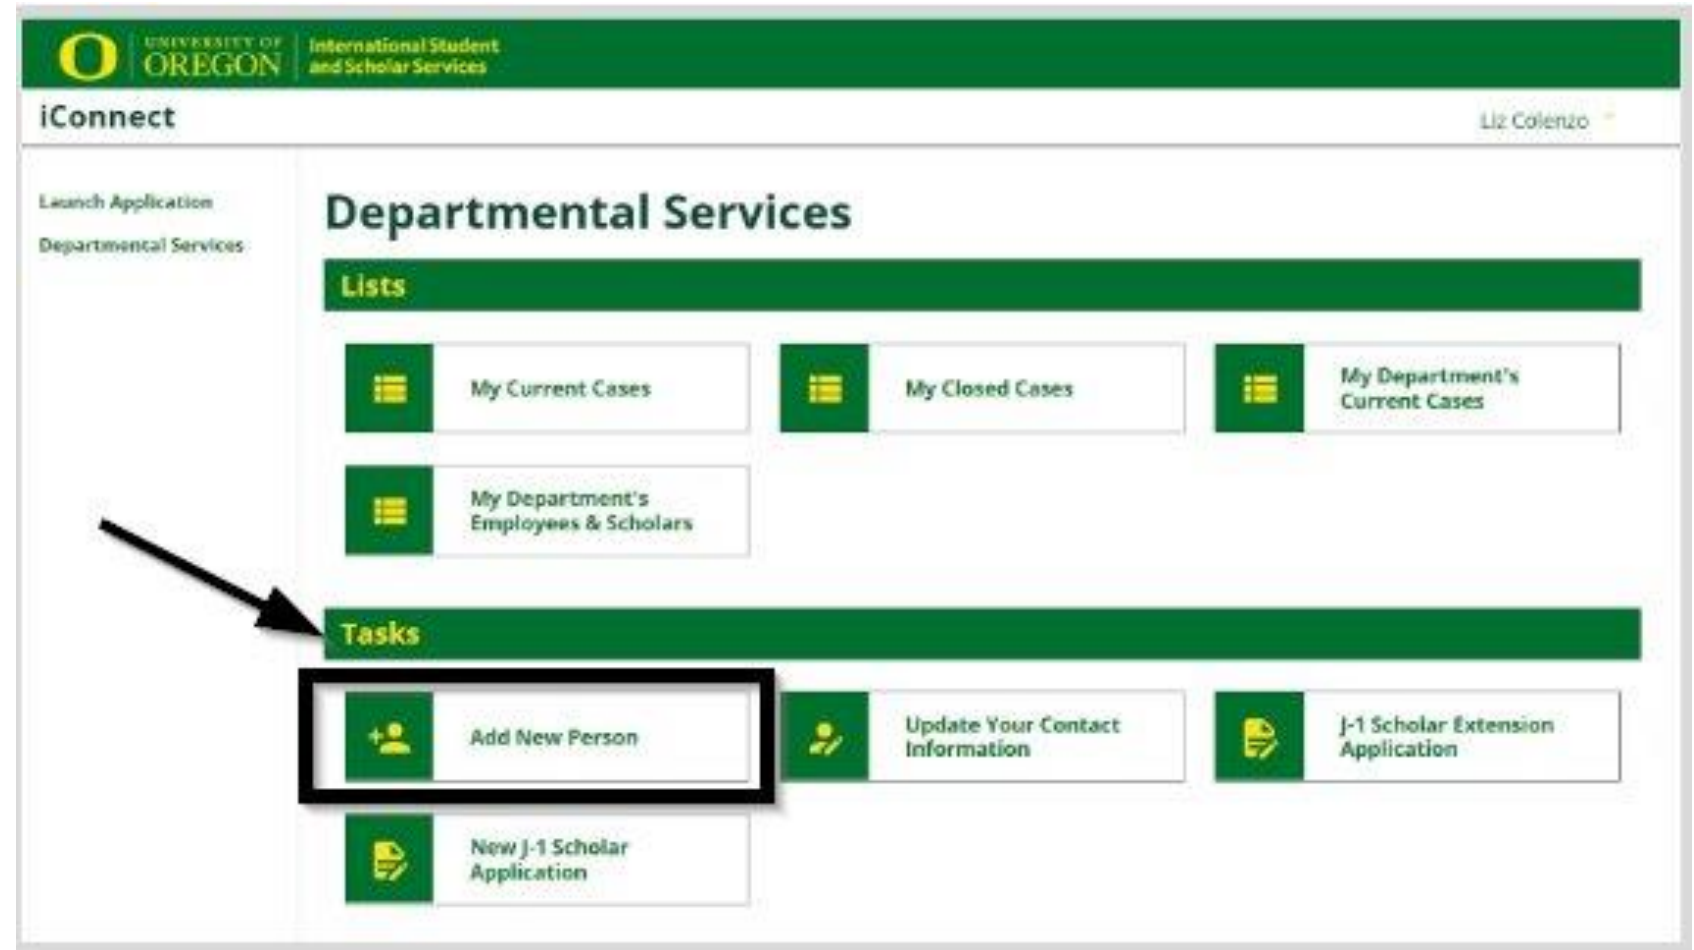 O
UNIVERSITY OF
OREGON
International Student
and Scholar Services
iConnect
Liz Colenzo
Launch Application
Departmental Services
Departmental Services
Lists
My Current Cases
My Closed Cases
My Department's
Current Cases
My Department's
Employees & Scholars
Tasks
Add New Person
Update Your Contact
Information
J-1 Scholar Extension
Application
New J-1 Scholar
Application